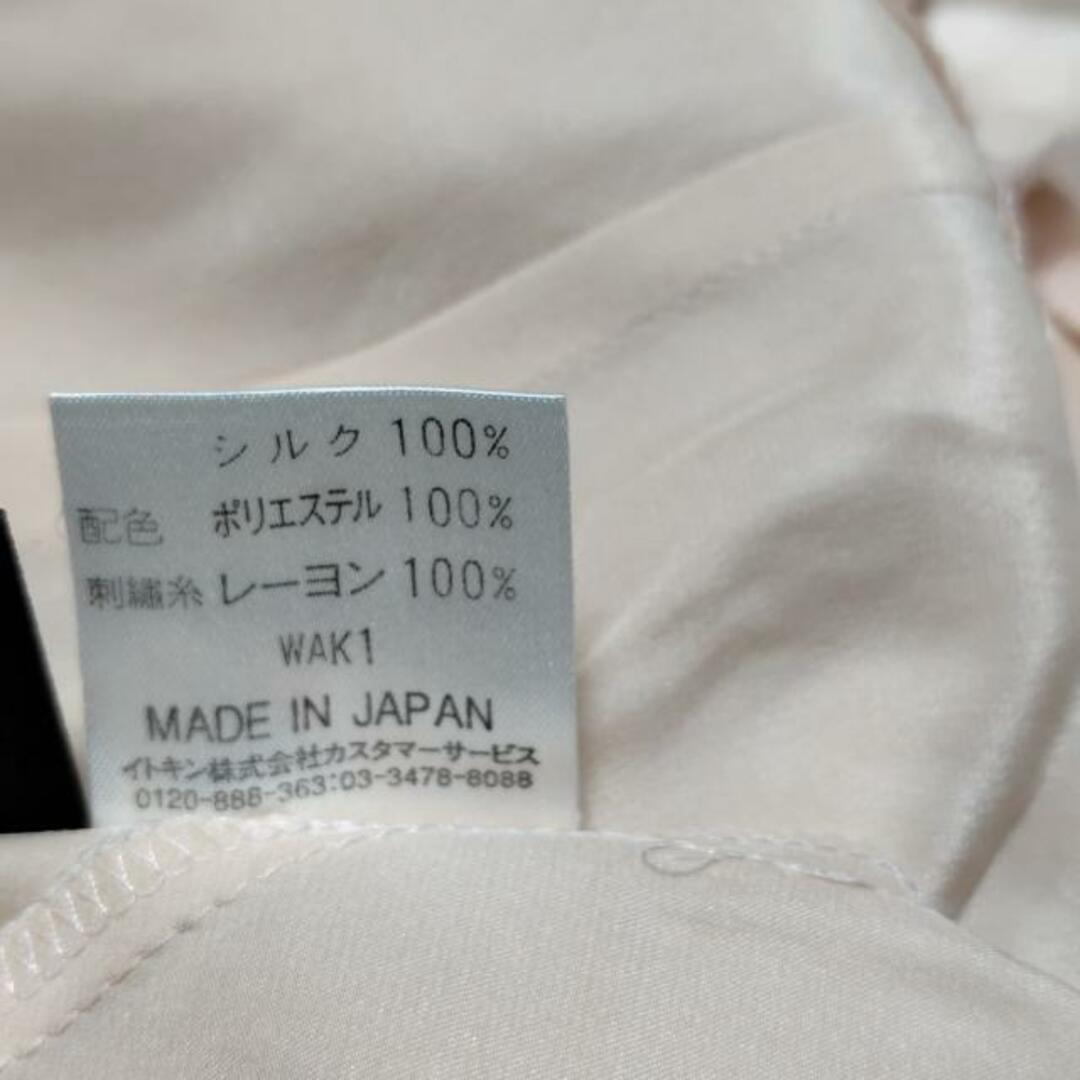 シルク 100%
配色 ポリエステル 100%
刺繍糸 レーヨン 100%
WAK1
MADE IN JAPAN
イトキン株式会社カスタマーサービス
0120-888-363:03-3478-8088